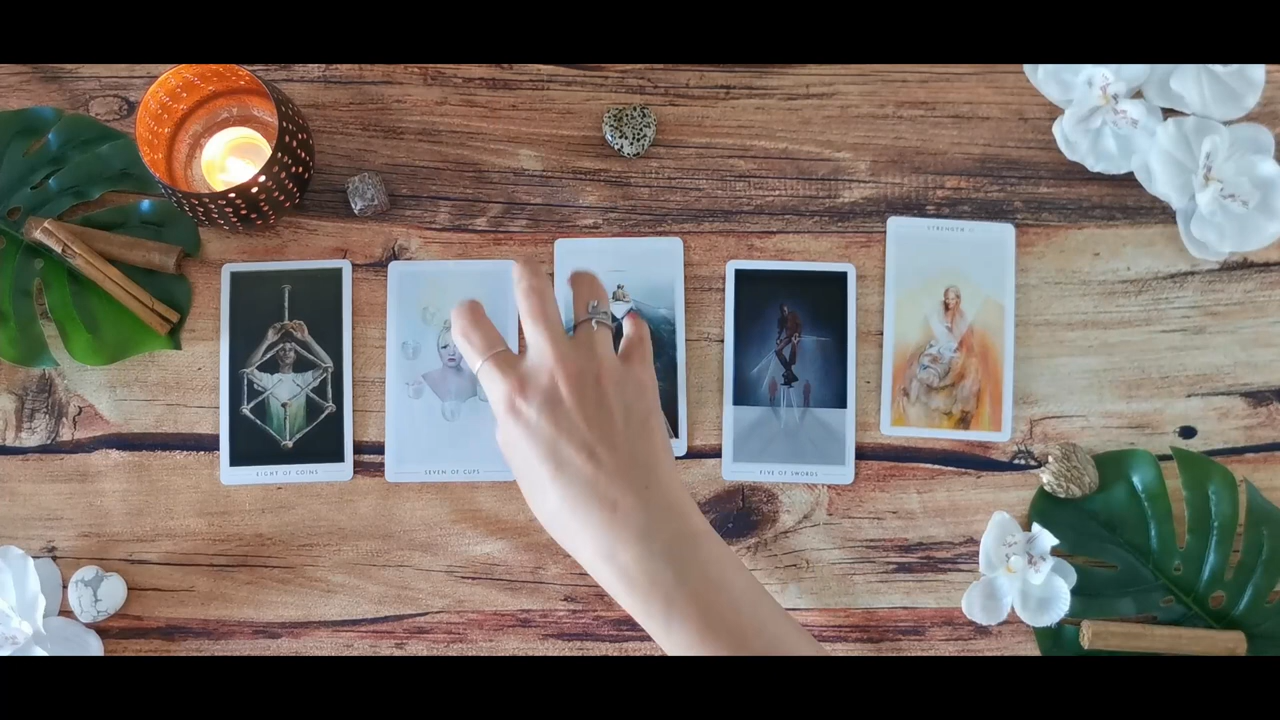 EIGHT OF COINS
SEVEN OF CUPS
FIVE OF SWORDS
STRENGTH